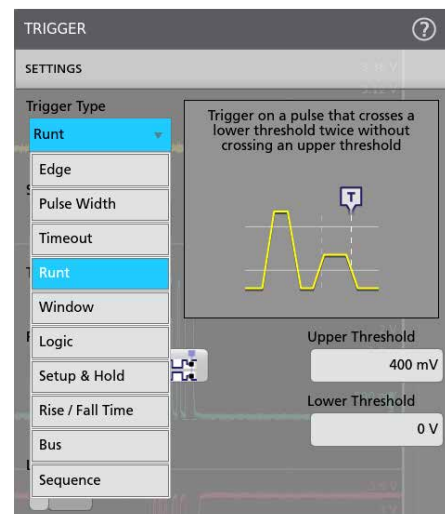 TRIGGER
?
SETTINGS
Trigger Type
Runt
Edge
Pulse Width
Timeout
Runt
Window
Logic
Setup & Hold
Rise / Fall Time
Bus
Sequence
Trigger on a pulse that crosses a
lower threshold twice without
crossing an upper threshold
T
Upper Threshold
400 mV
Lower Threshold
0 V